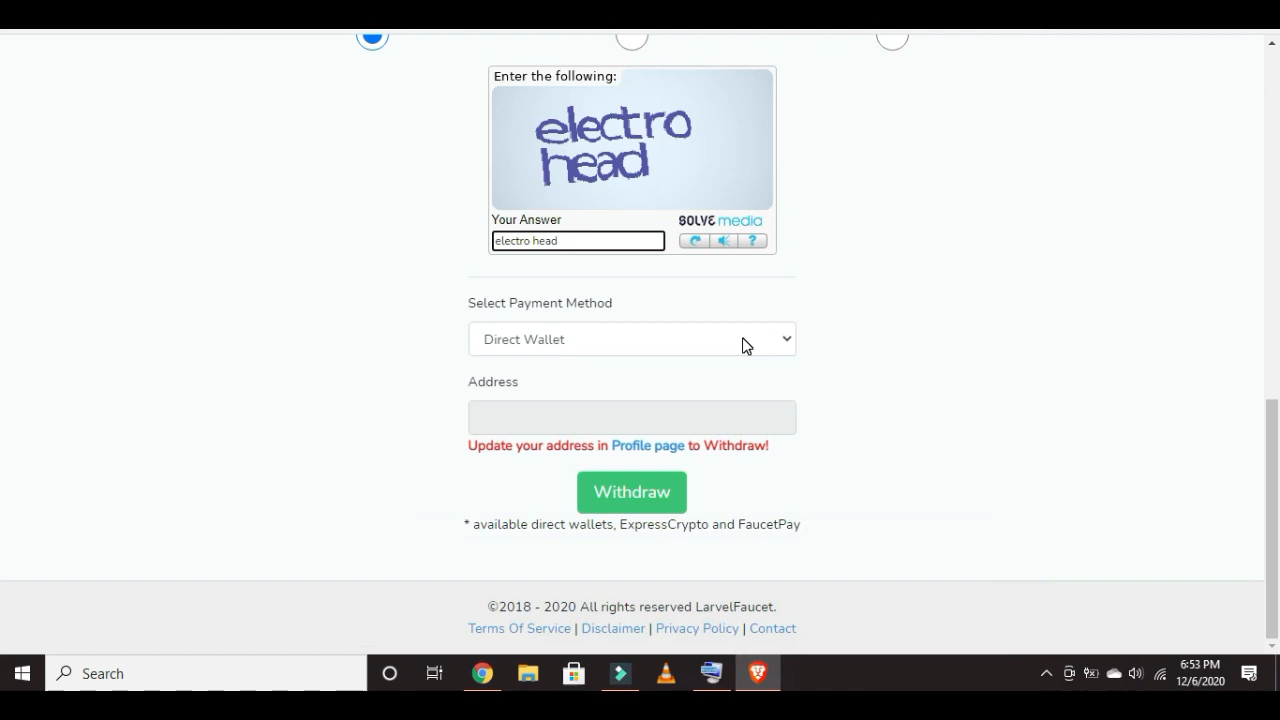 Enter the following:
electro
head
Your Answer
SOLVE media
electro head
?
Select Payment Method
Direct Wallet
Address
Update your address in Profile page to Withdraw!
Withdraw
* available direct wallets, ExpressCrypto and FaucetPay
©2018 - 2020 All rights reserved LarvelFaucet.
Terms Of Service | Disclaimer | Privacy Policy | Contact
Search
6:53 PM
12/6/2020